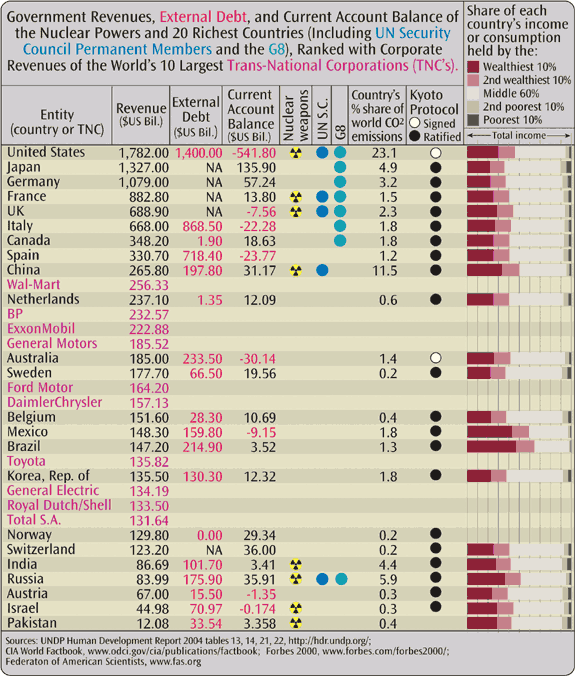 Government Revenues, External Debt, and Current Account Balance of
the Nuclear Powers and 20 Richest Countries (Including UN Security
Council Permanent Members and the G8), Ranked with Corporate
Revenues of the World's 10 Largest Trans-National Corporations (TNC's).
Share of each
country's income
or consumption
held by the:
Wealthiest 10%
2nd wealthiest 10%
Middle 60%
2nd poorest 10%
Poorest 10%
Total income
Entity
(country or TNC)
Revenue
($US Bil.)
External
Debt
($US Bil.)
Current
Account
Balance
($US Bil.)
Nuclear
weapons
UN S.C.
G8
Country's
% share of
world CO2
emissions
Kyoto
Protocol
Signed
Ratified
United States 1,782.00 1,400.00 -541.80 23.1
Japan 1,327.00 NA 135.90 4.9
Germany 1,079.00 NA 57.24 3.2
France 882.80 NA 13.80 1.5
UK 688.90 NA -7.56 2.3
Italy 668.00 868.50 -22.28 1.8
Canada 348.20 1.90 18.63 1.8
Spain 330.70 718.40 -23.77 1.2
China 265.80 197.80 31.17 11.5
Wal-Mart 256.33
Netherlands 237.10 1.35 12.09 0.6
BP 232.57
ExxonMobil 222.88
General Motors 185.52
Australia 185.00 233.50 -30.14 1.4
Sweden 177.70 66.50 19.56 0.2
Ford Motor 164.20
DaimlerChrysler 157.13
Belgium 151.60 28.30 10.69 0.4
Mexico 148.30 159.80 -9.15 1.8
Brazil 147.20 214.90 3.52 1.3
Toyota 135.82
Korea, Rep. of 135.50 130.30 12.32 1.8
General Electric 134.19
Royal Dutch/Shell 133.50
Total S.A. 131.64
Norway 129.80 0.00 29.34 0.2
Switzerland 123.20 NA 36.00 0.2
India 86.69 101.70 3.41 4.4
Russia 83.99 175.90 35.91 5.9
Austria 67.00 15.50 -1.35 0.3
Israel 44.98 70.97 -0.174 0.3
Pakistan 12.08 33.54 3.358 0.4
Sources: UNDP Human Development Report 2004 tables 13, 14, 21, 22, http://hdr.undp.org/;
CIA World Factbook, www.odci.gov/cia/publications/factbook; Forbes 2000, www.forbes.com/forbes2000/;
Federaton of American Scientists, www.fas.org